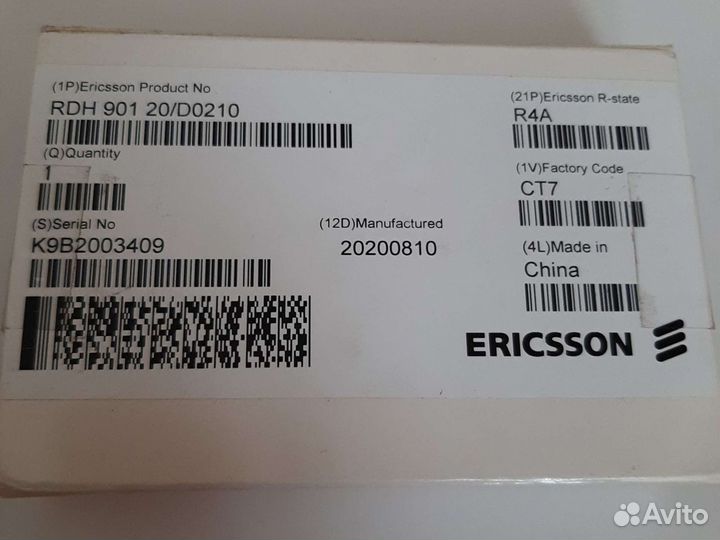 (1P)Ericsson Product No
RDH 901 20/D0210
(21P)Ericsson R-state
R4A
(Q)Quantity
1
(1V)Factory Code
CT7
(S)Serial No
K9B2003409
(12D)Manufactured
20200810
(4L)Made in
China
ERICSSON
Avito